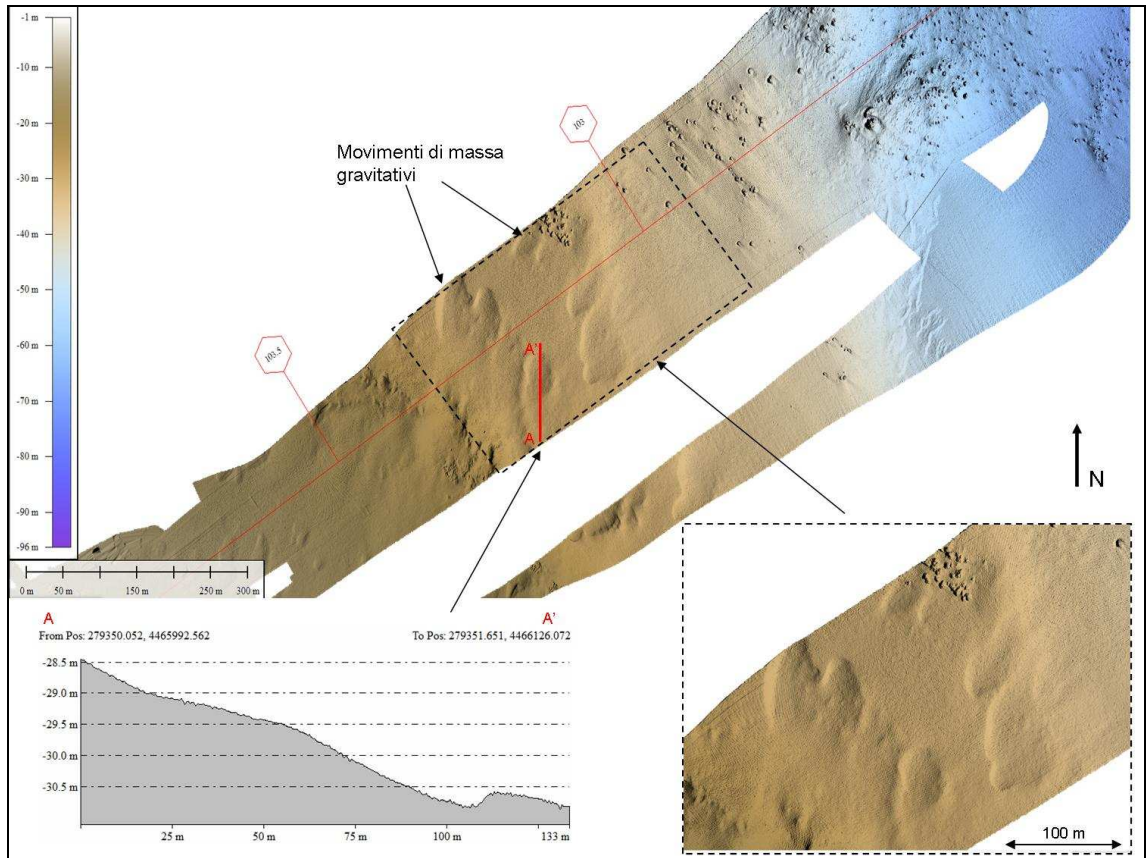 -1 m
-10 m
-20 m
-30 m
-40 m
-50 m
-60 m
-70 m
-80 m
-90 m
-96 m
Movimenti di massa
gravitativi
103
103.5
A'
A
N
0 m 50 m 150 m 250 m 300 m
A A'
From Pos: 279350.052, 4465992.562 To Pos: 279351.651, 4466126.072
-28.5 m
-29.0 m
-29.5 m
-30.0 m
-30.5 m
25 m 50 m 75 m 100 m 133 m
100 m